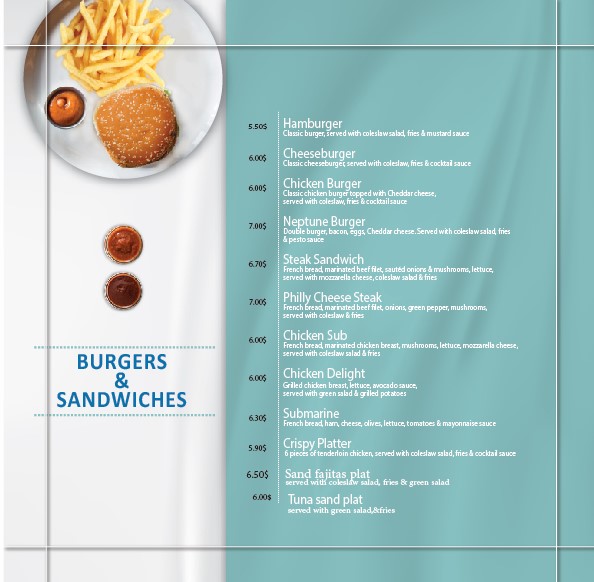 BURGERS
&
SANDWICHES
5.50$ Hamburger
Classic burger, served with coleslaw salad, fries & mustard sauce
6.00$ Cheeseburger
Classic cheeseburger, served with coleslaw, fries & cocktail sauce
6.00$ Chicken Burger
Classic chicken burger topped with Cheddar cheese,
served with coleslaw, fries & cocktail sauce
7.00$ Neptune Burger
Double burger, bacon, eggs, Cheddar cheese. Served with coleslaw salad, fries
& pesto sauce
6.70$ Steak Sandwich
French bread, marinated beef filet, sautéd onions & mushrooms, lettuce,
served with mozzarella cheese, coleslaw salad & fries
7.00$ Philly Cheese Steak
French bread, marinated beef filet, onions, green pepper, mushrooms,
served with coleslaw & fries
6.00$ Chicken Sub
French bread, marinated chicken breast, mushrooms, lettuce, mozzarella cheese,
served with coleslaw salad & fries
6.00$ Chicken Delight
Grilled chicken breast, lettuce, avocado sauce,
served with green salad & grilled potatoes
6.30$ Submarine
French bread, ham, cheese, olives, lettuce, tomatoes & mayonnaise sauce
5.90$ Crispy Platter
6 pieces of tenderloin chicken, served with coleslaw salad, fries & cocktail sauce
6.50$ Sand fajitas plat
served with coleslaw salad, fries & green salad
6.00$ Tuna sand plat
served with green salad,&fries